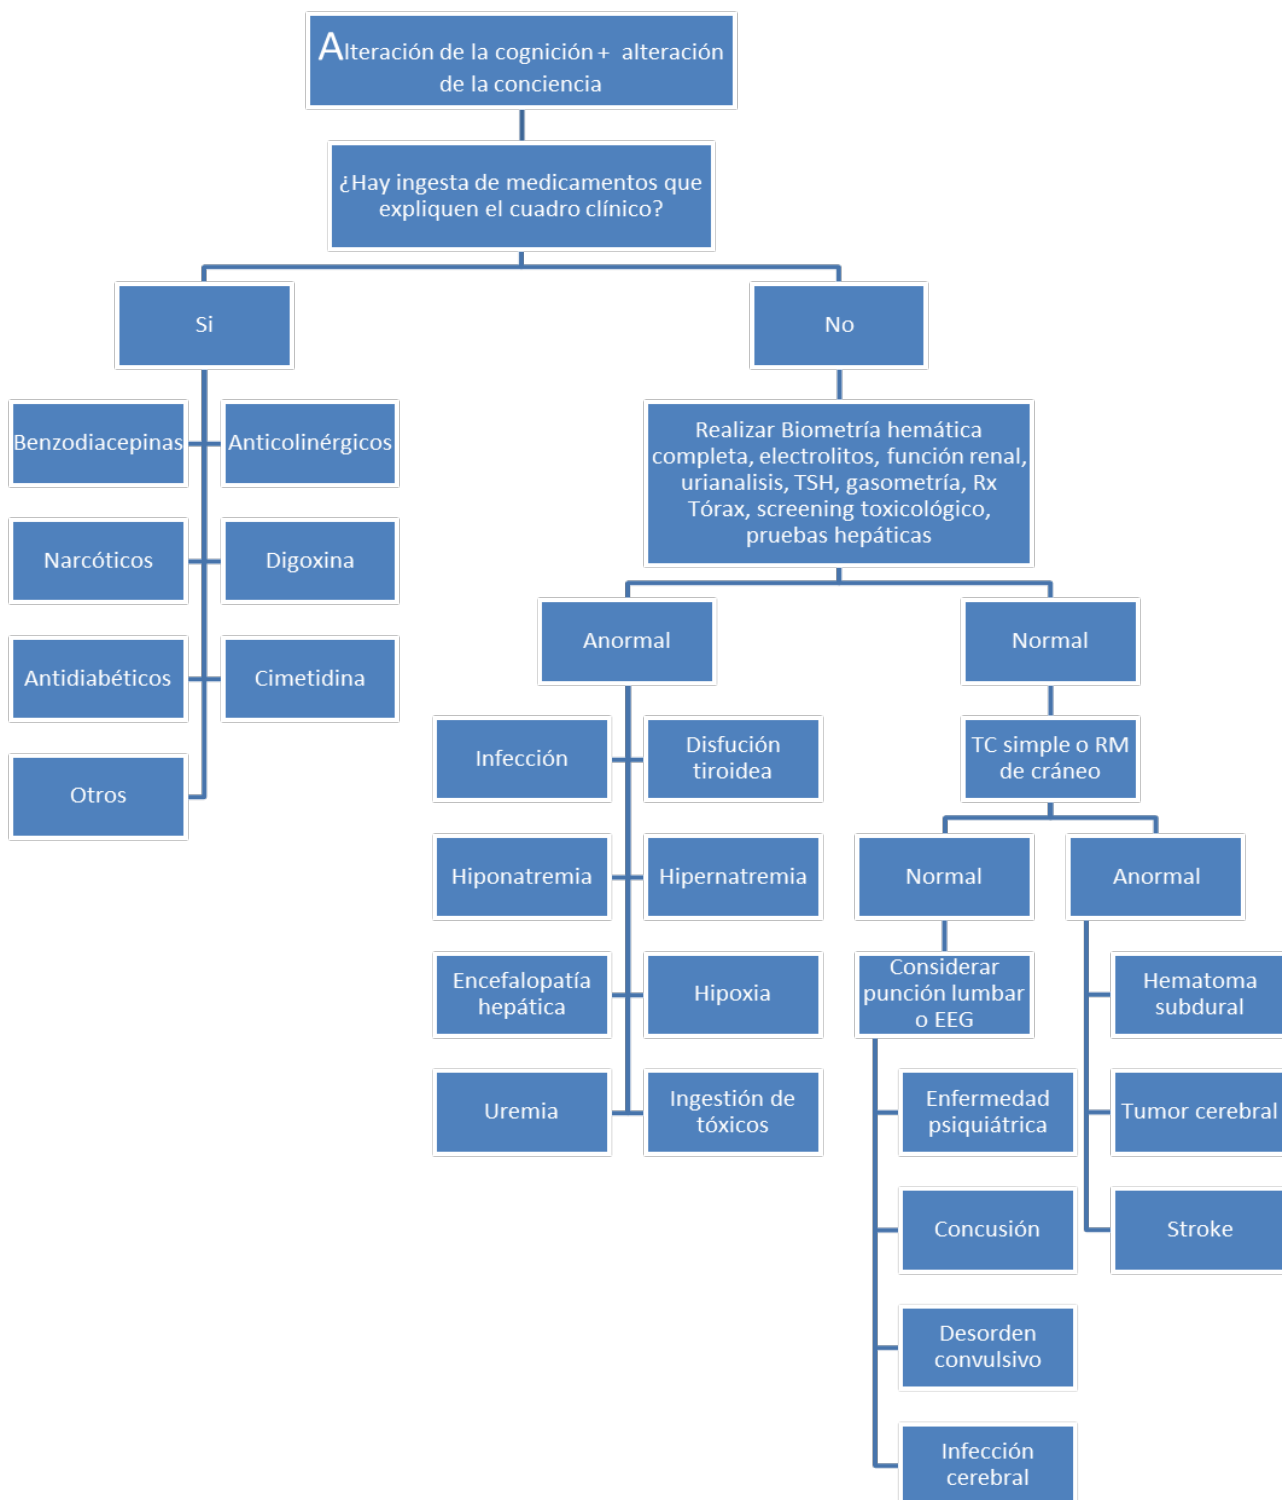 Alteración de la cognición + alteración
de la conciencia
¿Hay ingesta de medicamentos que
expliquen el cuadro clínico?
Si
No
Benzodiacepinas
Anticolinérgicos
Narcóticos
Digoxina
Antidiabéticos
Cimetidina
Otros
Realizar Biometría hemática
completa, electrolitos, función renal,
urianalisis, TSH, gasometría, Rx
Tórax, screening toxicológico,
pruebas hepáticas
Anormal
Normal
Infección
Disfución
tiroidea
Hiponatremia
Hipernatremia
Encefalopatía
hepática
Hipoxia
Uremia
Ingestión de
tóxicos
TC simple o RM
de cráneo
Normal
Anormal
Considerar
punción lumbar
o EEG
Enfermedad
psiquiátrica
Concusión
Desorden
convulsivo
Infección
cerebral
Hematoma
subdural
Tumor cerebral
Stroke